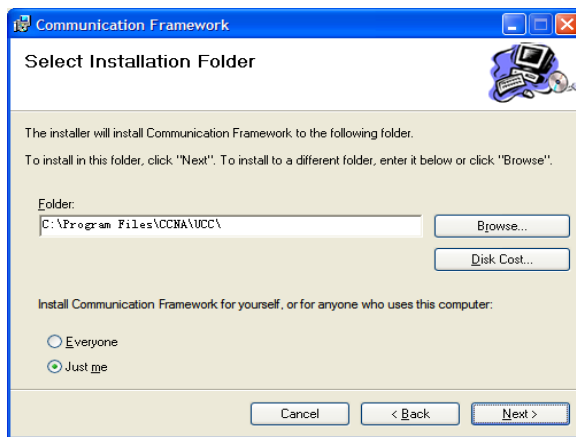 Communication Framework
Select Installation Folder
The installer will install Communication Framework to the following folder.
To install in this folder, click "Next". To install to a different folder, enter it below or click "Browse".
Folder:
C:\Program Files\CCNA\UCC\
Browse...
Disk Cost...
Install Communication Framework for yourself, or for anyone who uses this computer:
Everyone
Just me
Cancel
< Back
Next >